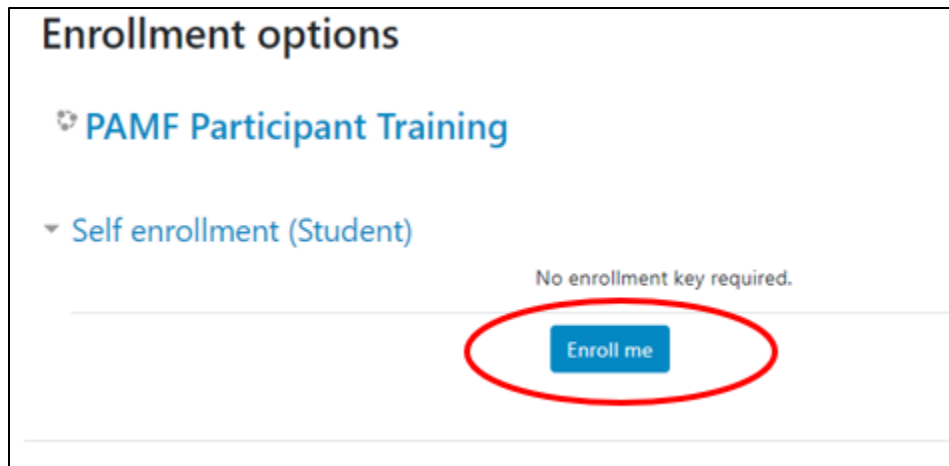 Enrollment options
PAMF Participant Training
Self enrollment (Student)
No enrollment key required.
Enroll me